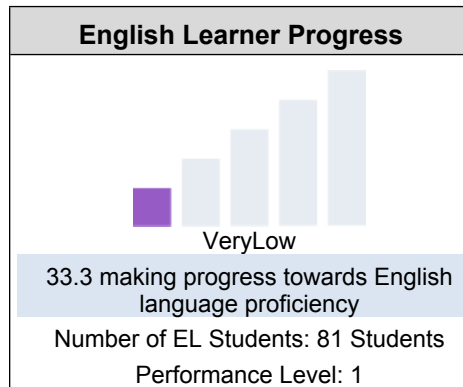 English Learner Progress
VeryLow
33.3 making progress towards English
language proficiency
Number of EL Students: 81 Students
Performance Level: 1